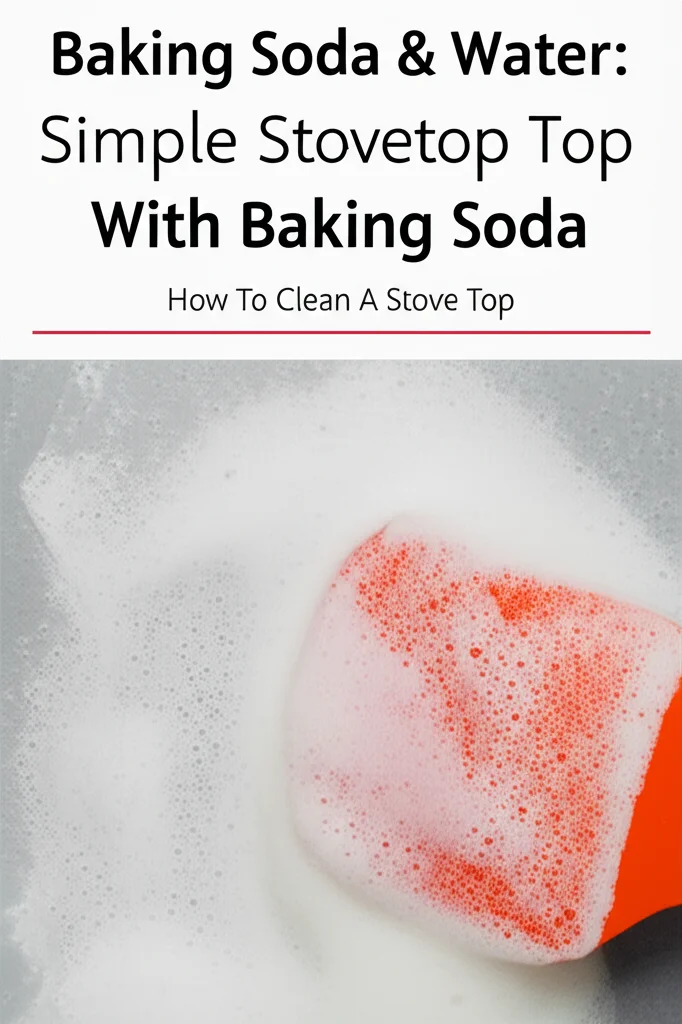 Baking Soda & Water:
Simple Stovetop Top
With Baking Soda
How To Clean A Stove Top